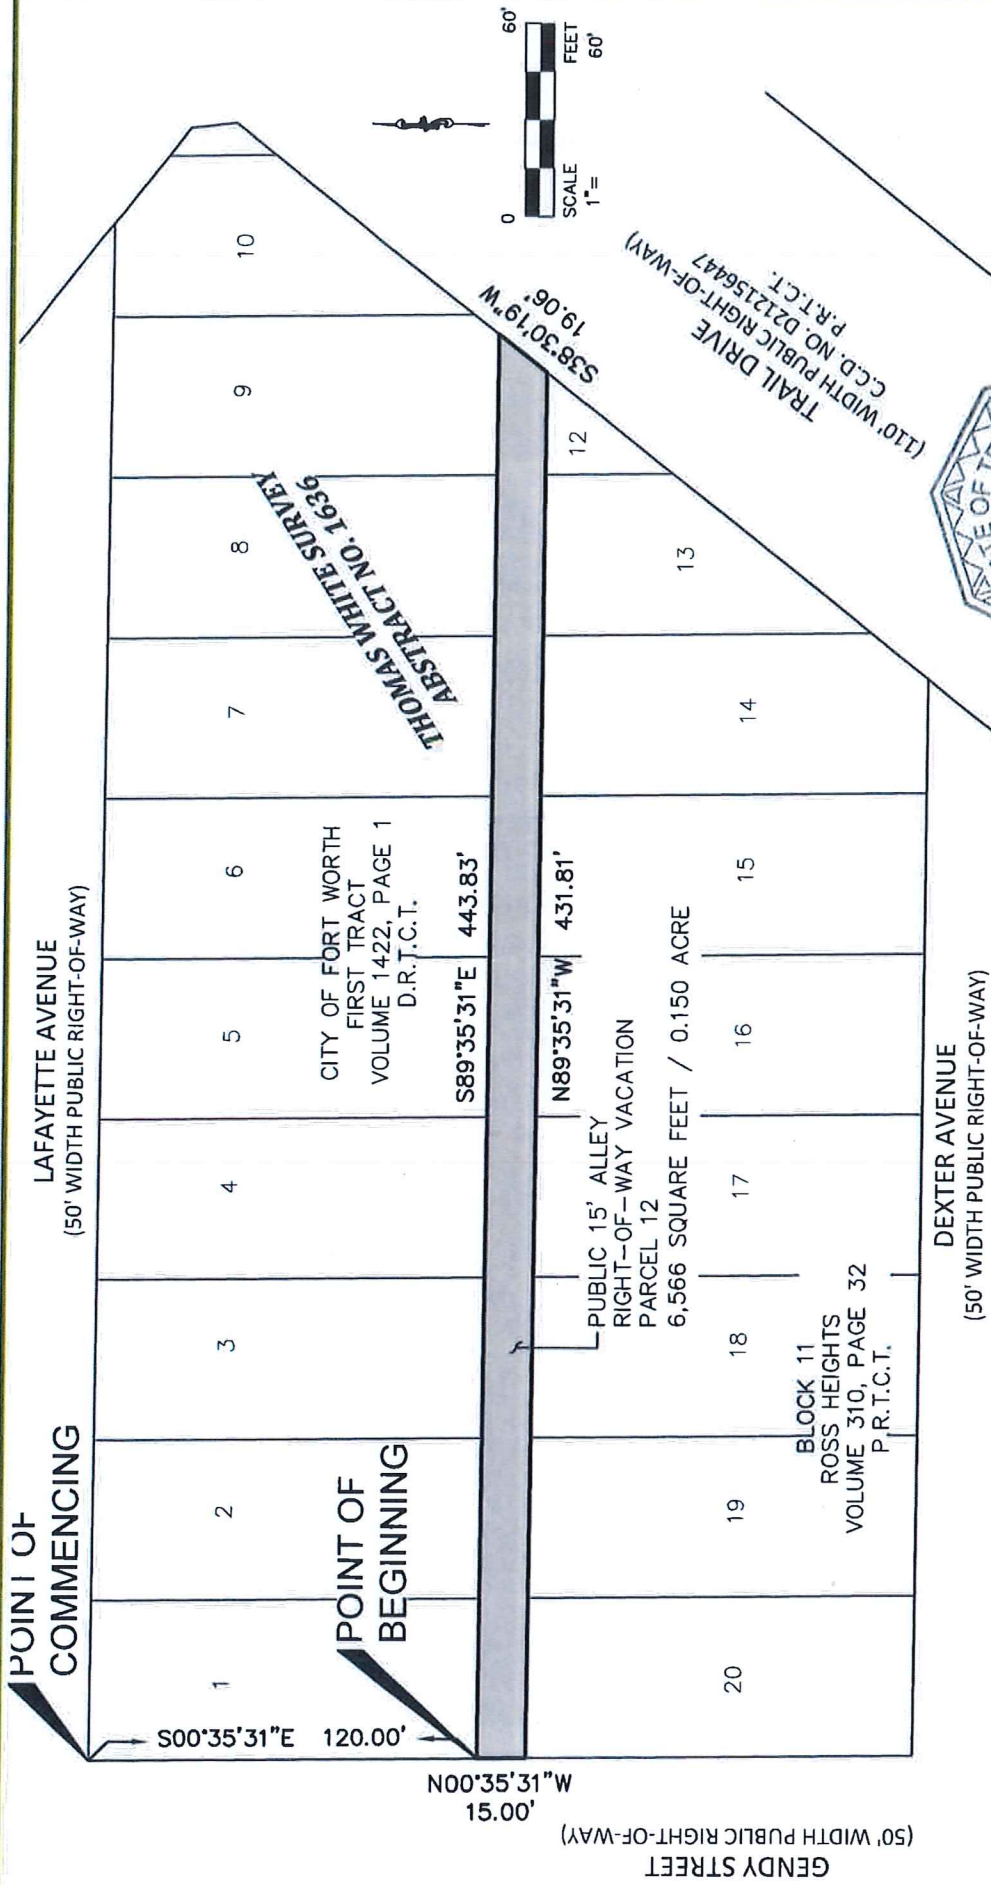 POINT OF
COMMENCING
LAFAYETTE AVENUE
(50' WIDTH PUBLIC RIGHT-OF-WAY)
1
2
3
4
5
6
7
8
9
10
S00°35'31"E 120.00'
POINT OF
BEGINNING
CITY OF FORT WORTH
FIRST TRACT
VOLUME 1422, PAGE 1
D.R.T.C.T.
THOMAS WHITE SURVEY
ABSTRACT NO. 1636
S89°35'31"E 443.83'
N89°35'31"W 431.81'
S38°30'19"W
19.06'
N00°35'31"W
15.00'
GENDY STREET
(50' WIDTH PUBLIC RIGHT-OF-WAY)
PUBLIC 15' ALLEY
RIGHT-OF-WAY VACATION
PARCEL 12
6,566 SQUARE FEET / 0.150 ACRE
20
19
18
17
16
15
14
13
12
BLOCK 11
ROSS HEIGHTS
VOLUME 310, PAGE 32
P.R.T.C.T.
DEXTER AVENUE
(50' WIDTH PUBLIC RIGHT-OF-WAY)
TRAIL DRIVE
(110' WIDTH PUBLIC RIGHT-OF-WAY)
C.C.D. NO. D212156447
P.R.T.C.T.
0 60'
SCALE FEET
1"= 60'
OF